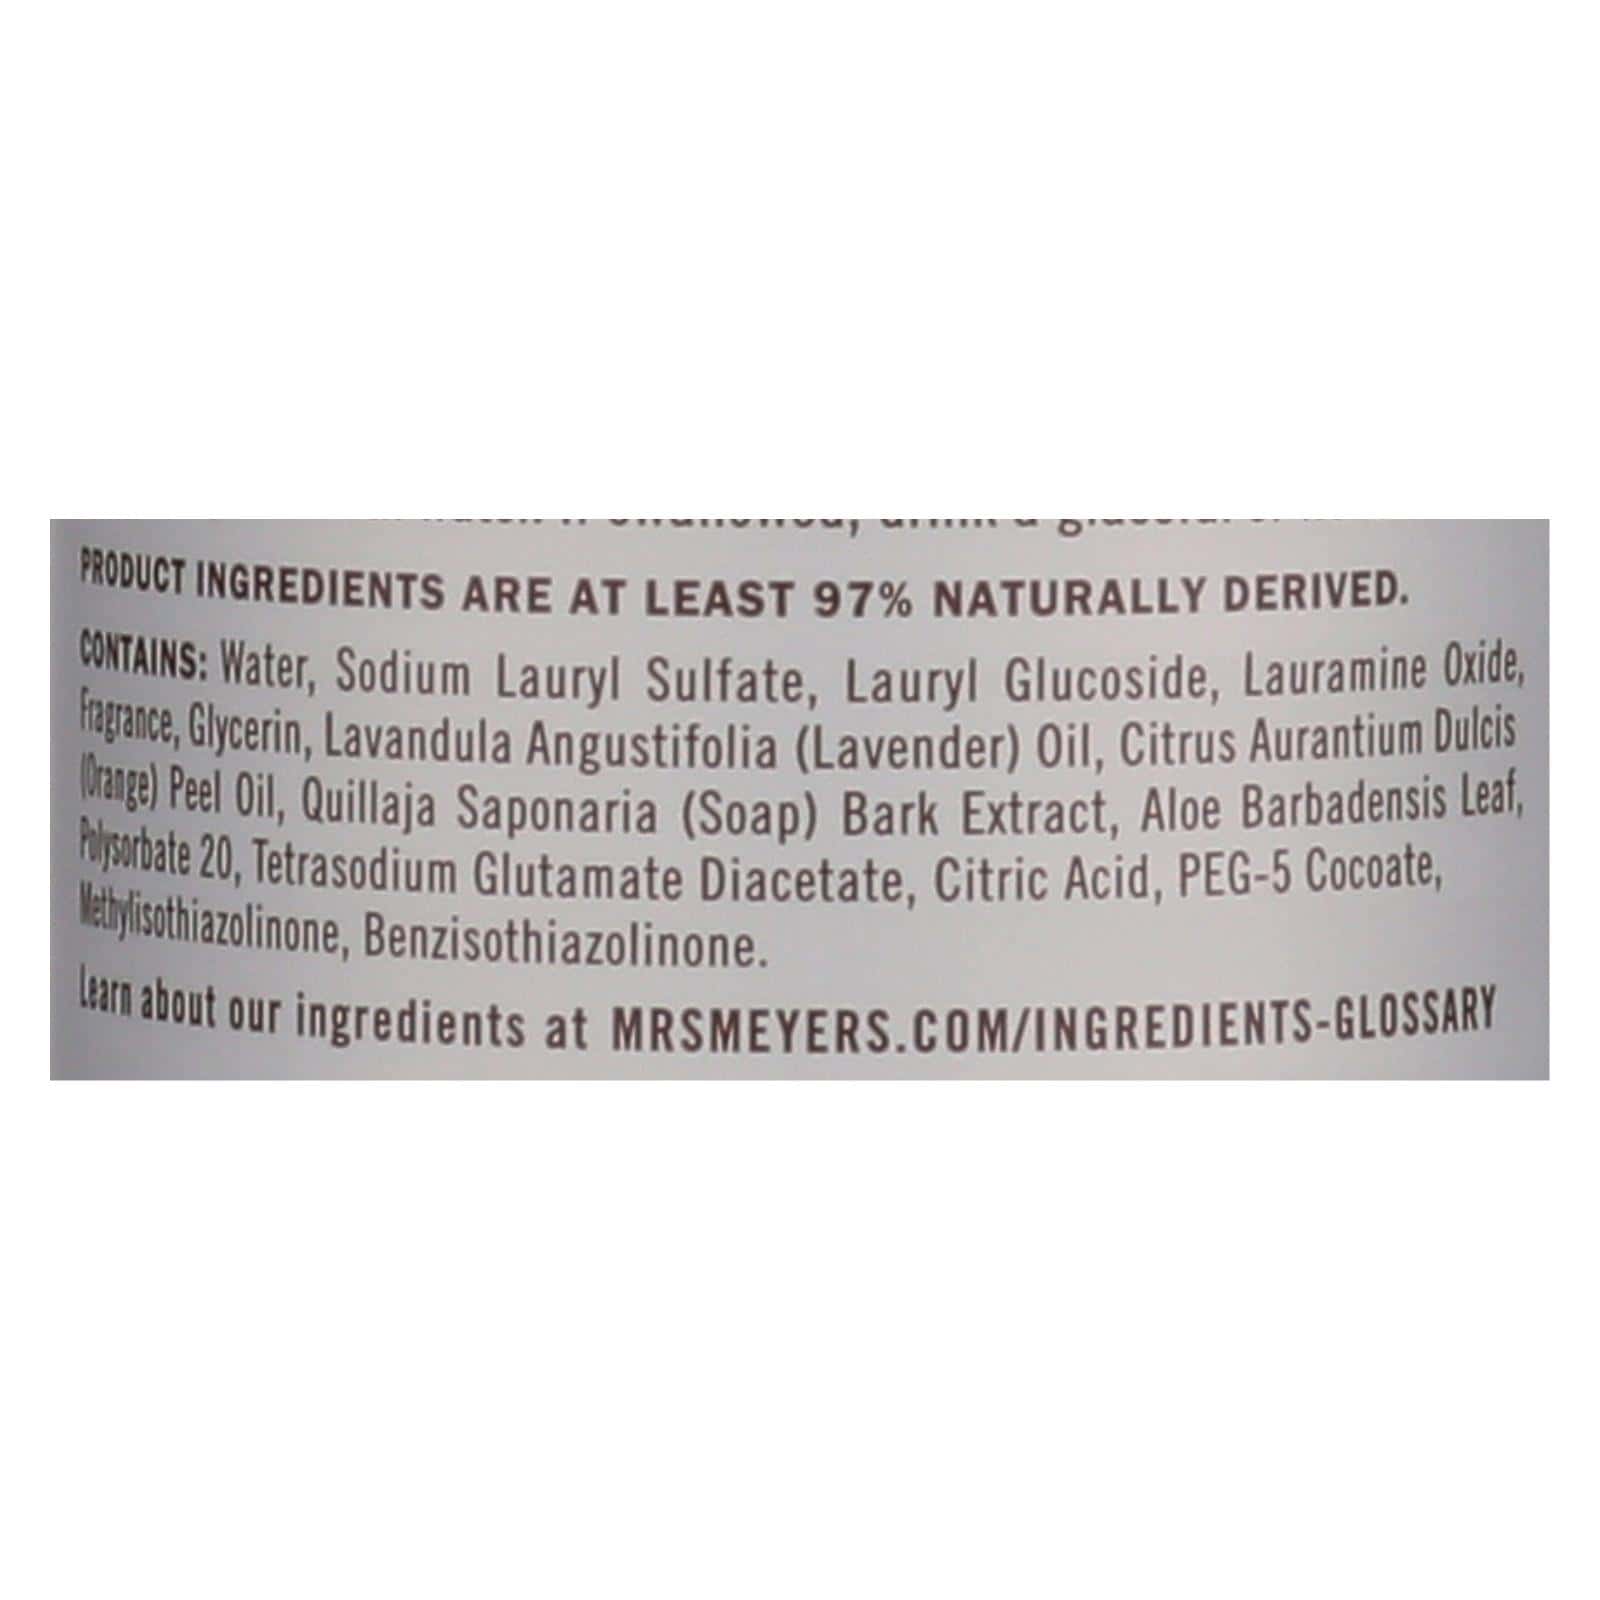 swallowed, drink a glassful
PRODUCT INGREDIENTS ARE AT LEAST 97% NATURALLY DERIVED.
CONTAINS: Water, Sodium Lauryl Sulfate, Lauryl Glucoside, Lauramine Oxide,
Fragrance, Glycerin, Lavandula Angustifolia (Lavender) Oil, Citrus Aurantium Dulcis
(Orange) Peel Oil, Quillaja Saponaria (Soap) Bark Extract, Aloe Barbadensis Leaf,
Polysorbate 20, Tetrasodium Glutamate Diacetate, Citric Acid, PEG-5 Cocoate,
Methylisothiazolinone, Benzisothiazolinone.
Learn about our ingredients at MRSMEYERS.COM/INGREDIENTS-GLOSSARY